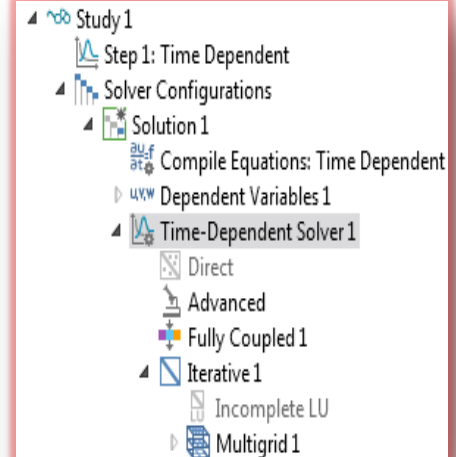 Study 1
Step 1: Time Dependent
Solver Configurations
Solution 1
Compile Equations: Time Dependent
u,v,w Dependent Variables 1
Time-Dependent Solver 1
Direct
Advanced
Fully Coupled 1
Iterative 1
LU Incomplete LU
Multigrid 1